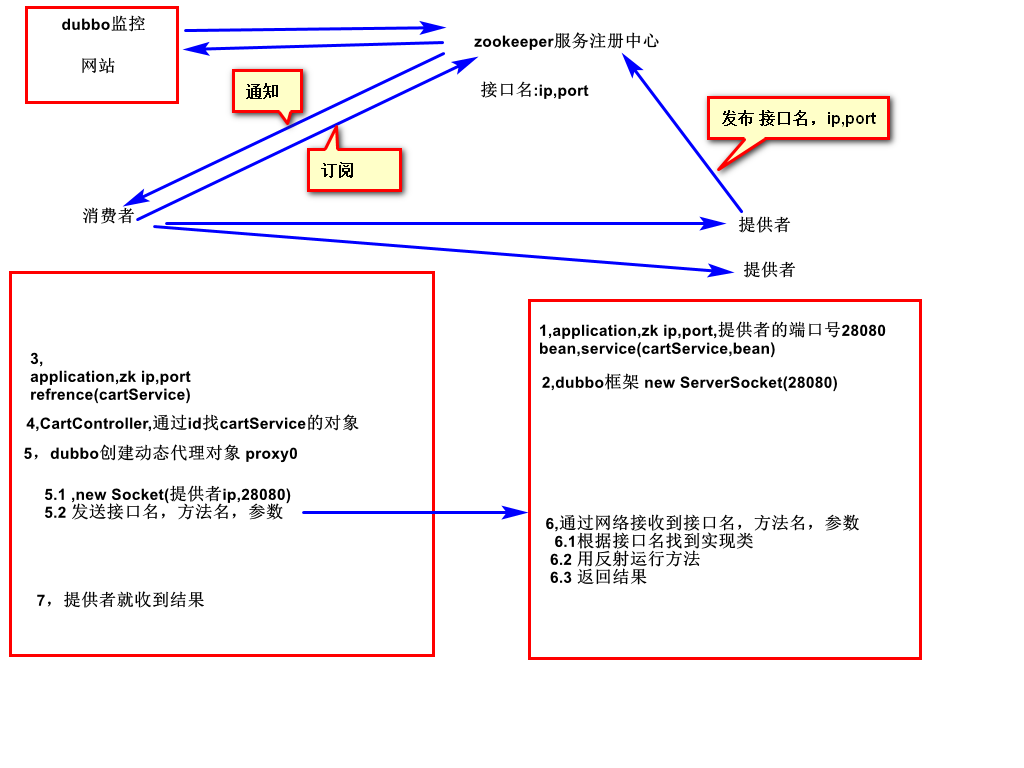 dubbo监控
网站
zookeeper服务注册中心
接口名:ip,port
通知
订阅
发布 接口名，ip,port
消费者
提供者
提供者
3,
application,zk ip,port
refrence(cartService)
4,CartController,通过id找cartService的对象
5，dubbo创建动态代理对象 proxy0
5.1 ,new Socket(提供者ip,28080)
5.2 发送接口名，方法名，参数
7，提供者就收到结果
1,application,zk ip,port,提供者的端口号28080
bean,service(cartService,bean)
2,dubbo框架 new ServerSocket(28080)
6,通过网络接收到接口名，方法名，参数
6.1根据接口名找到实现类
6.2 用反射运行方法
6.3 返回结果